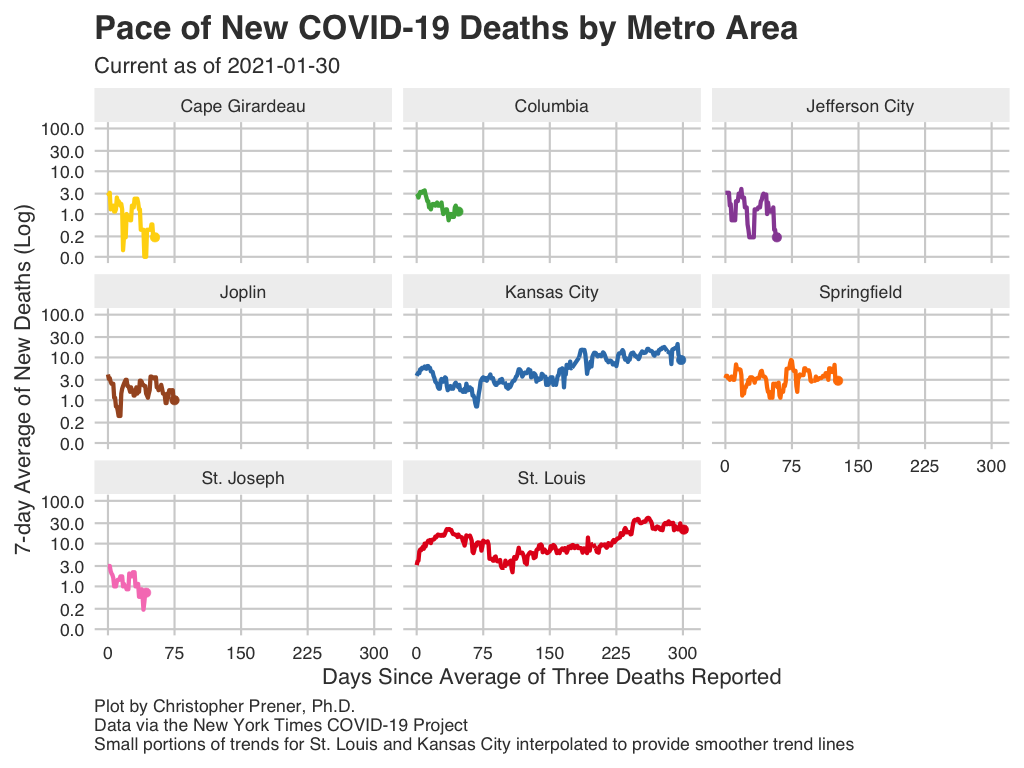 Pace of New COVID-19 Deaths by Metro Area
Current as of 2021-01-30
Cape Girardeau
Columbia
Jefferson City
100.0
30.0
10.0
3.0
1.0
0.2
0.0
Joplin
Kansas City
Springfield
100.0
30.0
10.0
3.0
1.0
0.2
0.0
0 75 150 225 300
St. Joseph
St. Louis
100.0
30.0
10.0
3.0
1.0
0.2
0.0
0 75 150 225 300
0 75 150 225 300
7-day Average of New Deaths (Log)
Days Since Average of Three Deaths Reported
Plot by Christopher Prener, Ph.D.
Data via the New York Times COVID-19 Project
Small portions of trends for St. Louis and Kansas City interpolated to provide smoother trend lines